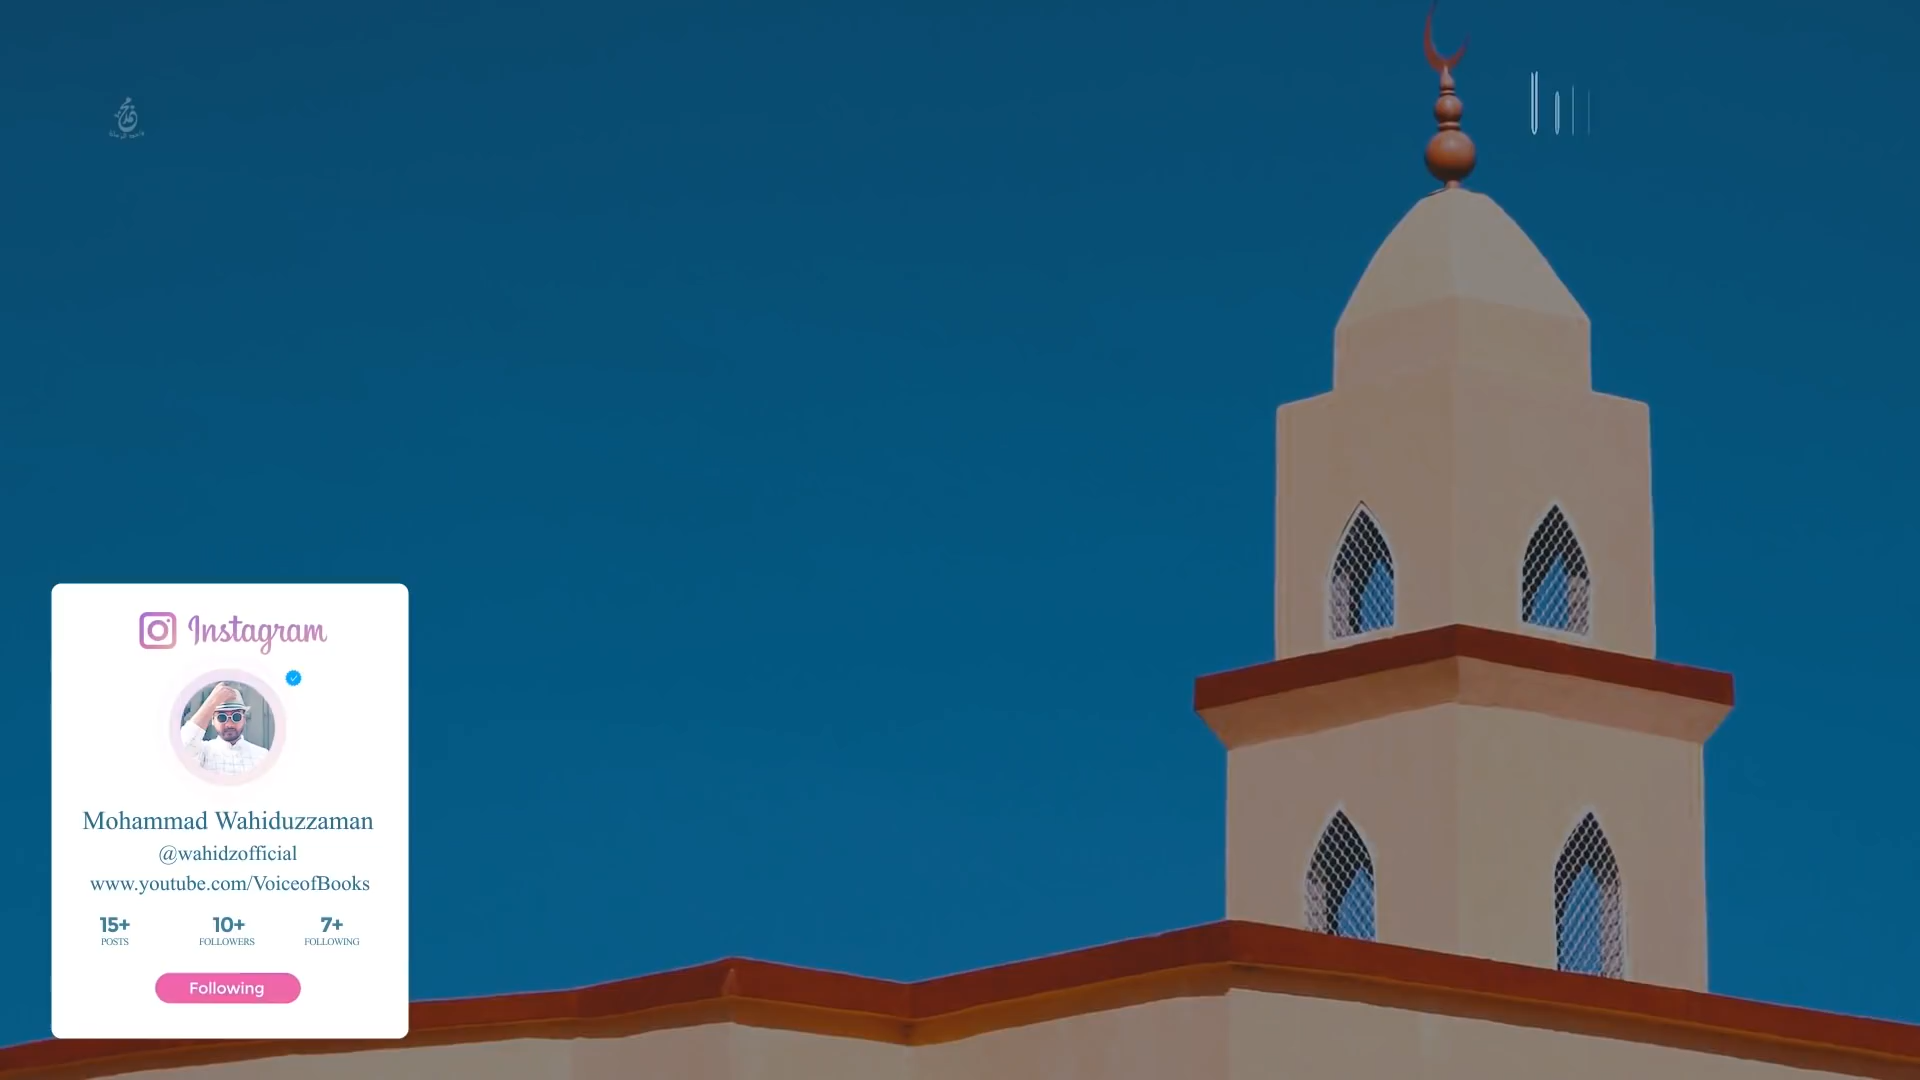 Instagram
Mohammad Wahiduzzaman
@wahidzofficial
www.youtube.com/VoiceofBooks
15+ 10+ 7+
POSTS FOLLOWERS FOLLOWING
Following